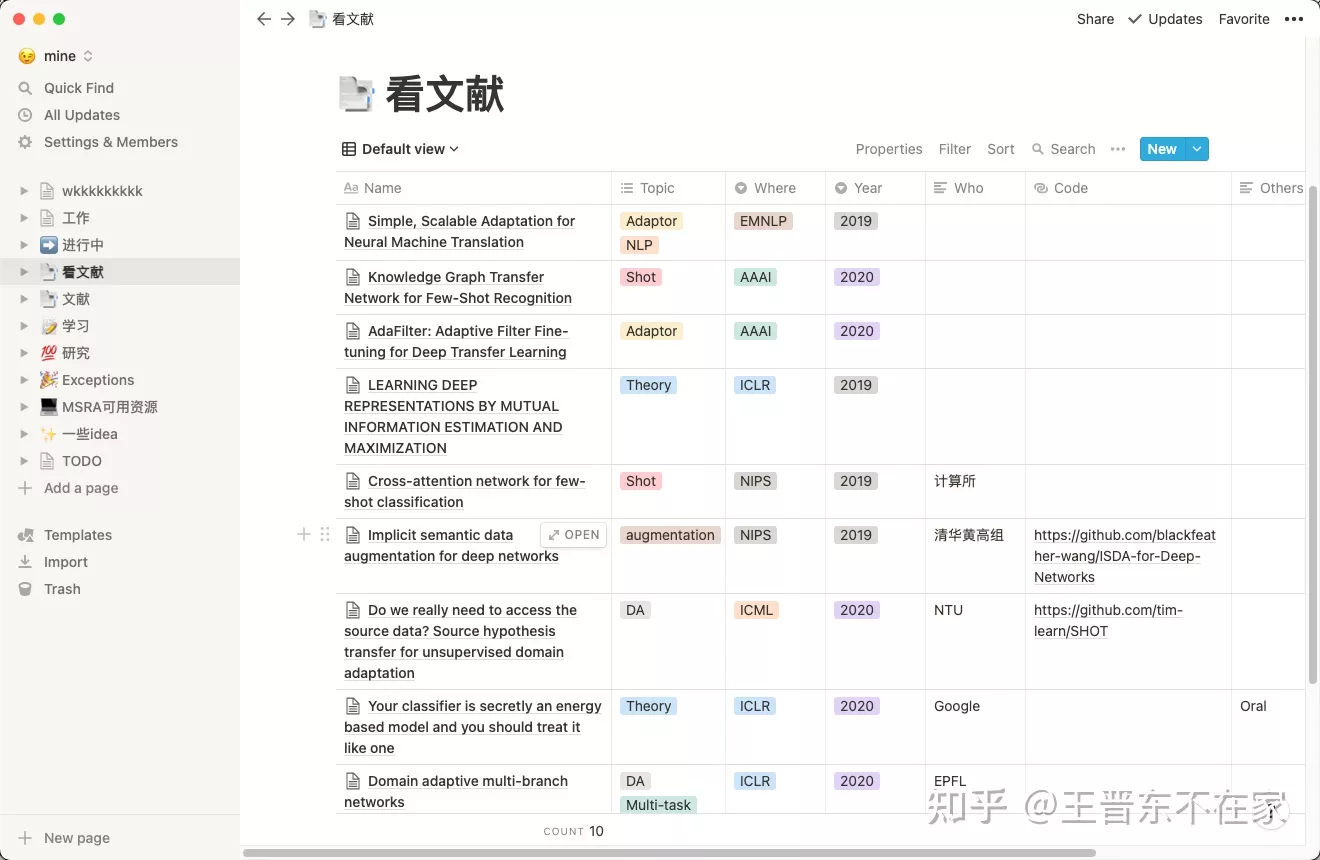 看文献
Share
Updates
Favorite
mine
Quick Find
All Updates
Settings & Members
wkkkkkkkkk
工作
进行中
看文献
文献
学习
研究
Exceptions
MSRA可用资源
一些idea
TODO
Add a page
Templates
Import
Trash
New page
看文献
Default view
Properties
Filter
Sort
Search
New
Aa Name
Topic
Where
Year
Who
Code
Others
Simple, Scalable Adaptation for
Neural Machine Translation
Adaptor
NLP
EMNLP
2019
Knowledge Graph Transfer
Network for Few-Shot Recognition
Shot
AAAI
2020
AdaFilter: Adaptive Filter Fine-
tuning for Deep Transfer Learning
Adaptor
AAAI
2020
LEARNING DEEP
REPRESENTATIONS BY MUTUAL
INFORMATION ESTIMATION AND
MAXIMIZATION
Theory
ICLR
2019
Cross-attention network for few-
shot classification
Shot
NIPS
2019
计算所
Implicit semantic data
augmentation for deep networks
OPEN
augmentation
NIPS
2019
清华黄高组
https://github.com/blackfeat
her-wang/ISDA-for-Deep-
Networks
Do we really need to access the
source data? Source hypothesis
transfer for unsupervised domain
adaptation
DA
ICML
2020
NTU
https://github.com/tim-
learn/SHOT
Your classifier is secretly an energy
based model and you should treat it
like one
Theory
ICLR
2020
Google
Oral
Domain adaptive multi-branch
networks
DA
Multi-task
ICLR
2020
EPFL
COUNT 10
知乎 @王晋东不在家